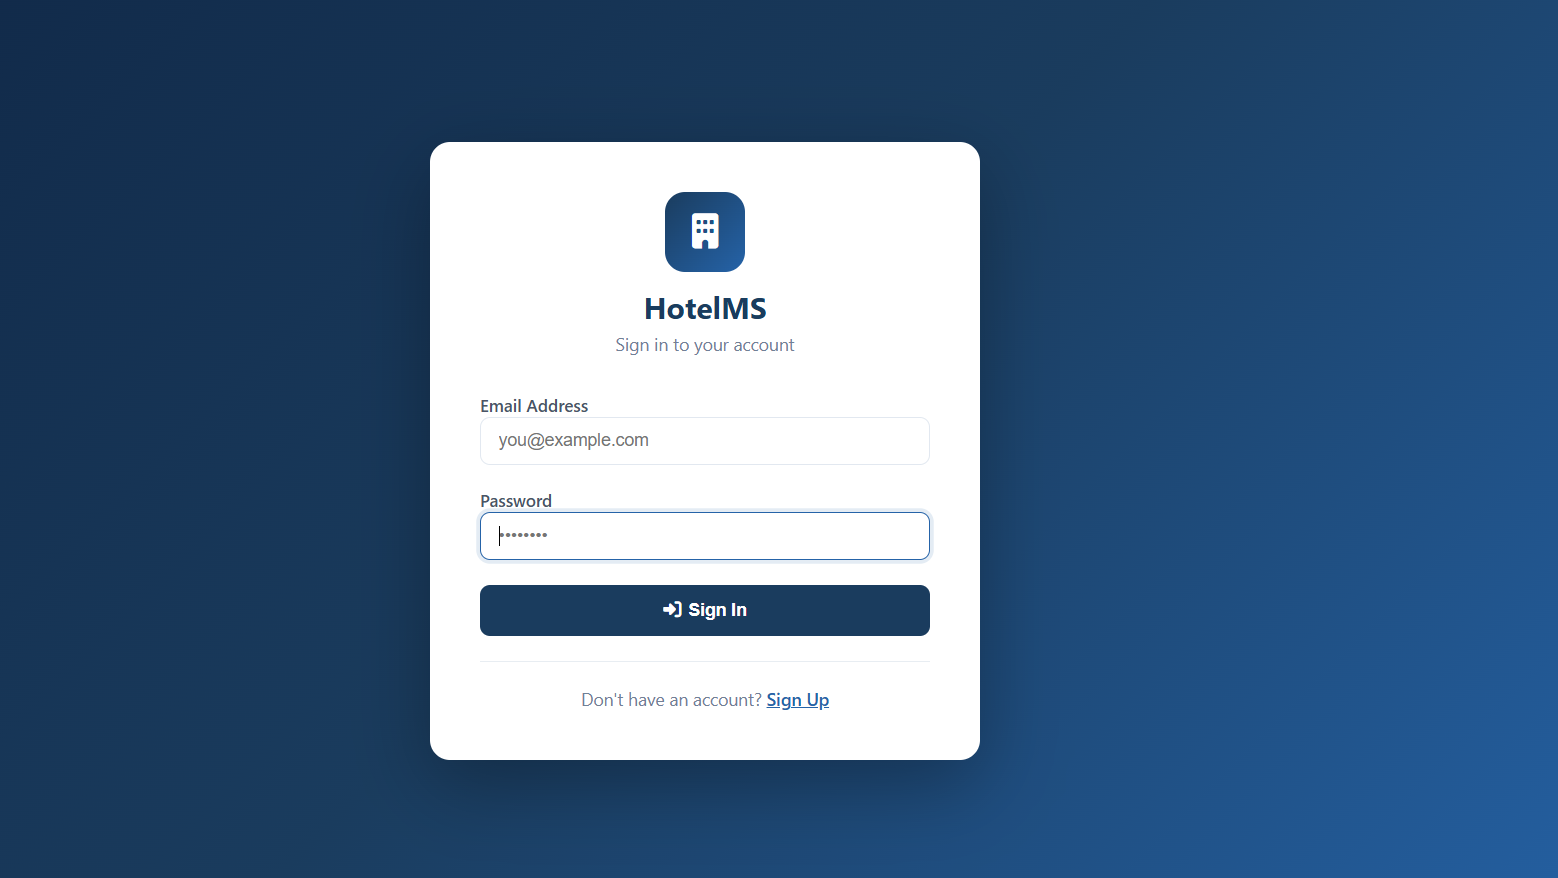 HotelMS
Sign in to your account
Email Address
you@example.com
Password
••••••••
Sign In
Don't have an account? Sign Up